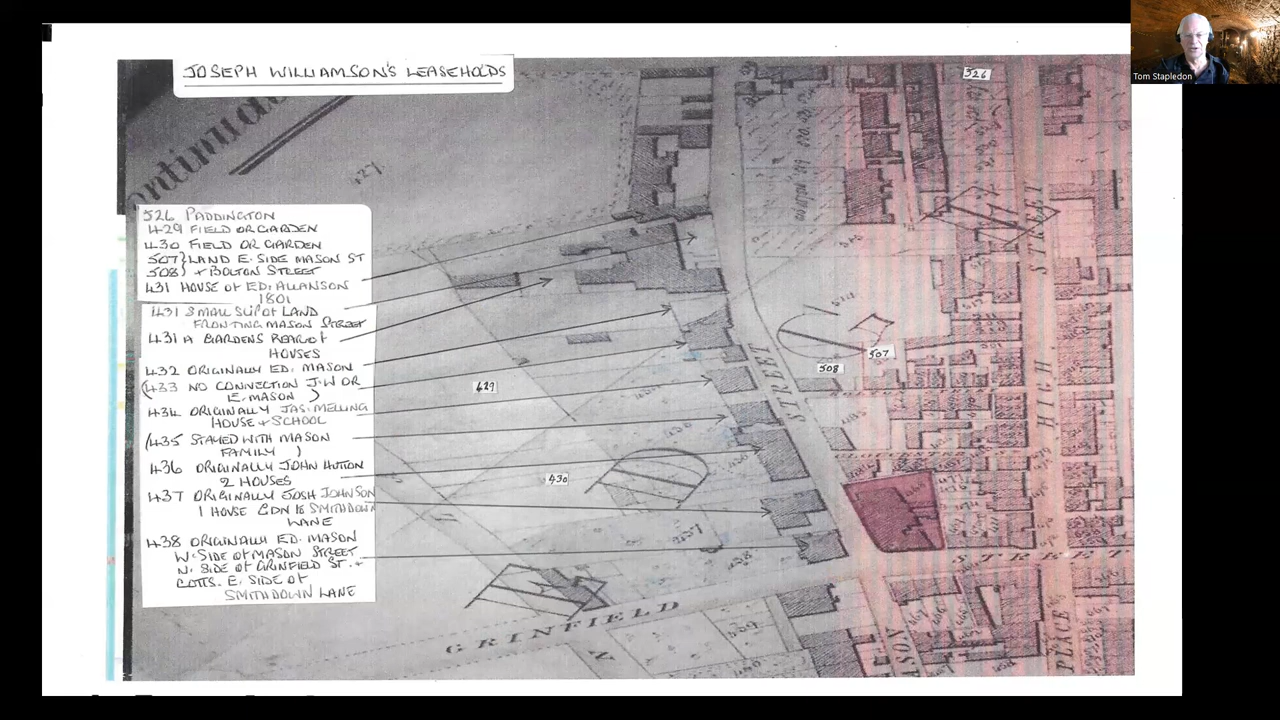 JOSEPH WILLIAMSON'S LEASEHOLDS
Tom Stapledon
526 PADDINGTON
429 FIELD OR GARDEN
430 FIELD OR GARDEN
507} LAND E. SIDE MASON ST
508} + BOLTON STREET
431 HOUSE OF ED. ALLANSON
1801
431 SMALL SLIP OF LAND
FRONTING MASON STREET
431 A GARDENS REAR OF
HOUSES
432 ORIGINALLY ED. MASON
(433 NO CONNECTION J.W OR
E. MASON )
434 ORIGINALLY JAS. MELLING
HOUSE + SCHOOL
(435 STAYED WITH MASON
FAMILY )
436 ORIGINALLY JOHN HUTTON
2 HOUSES
437 ORIGINALLY JOSH JOHNSON
1 HOUSE GDN to SMITHDOWN
LANE
438 ORIGINALLY ED. MASON
W. SIDE OF MASON STREET
N. SIDE OF GRINFIELD ST. +
COTTS. E. SIDE OF
SMITHDOWN LANE
427
526
429
430
507
508
STREET
HIGH STREET
STREET
GRINFIELD
PLACE